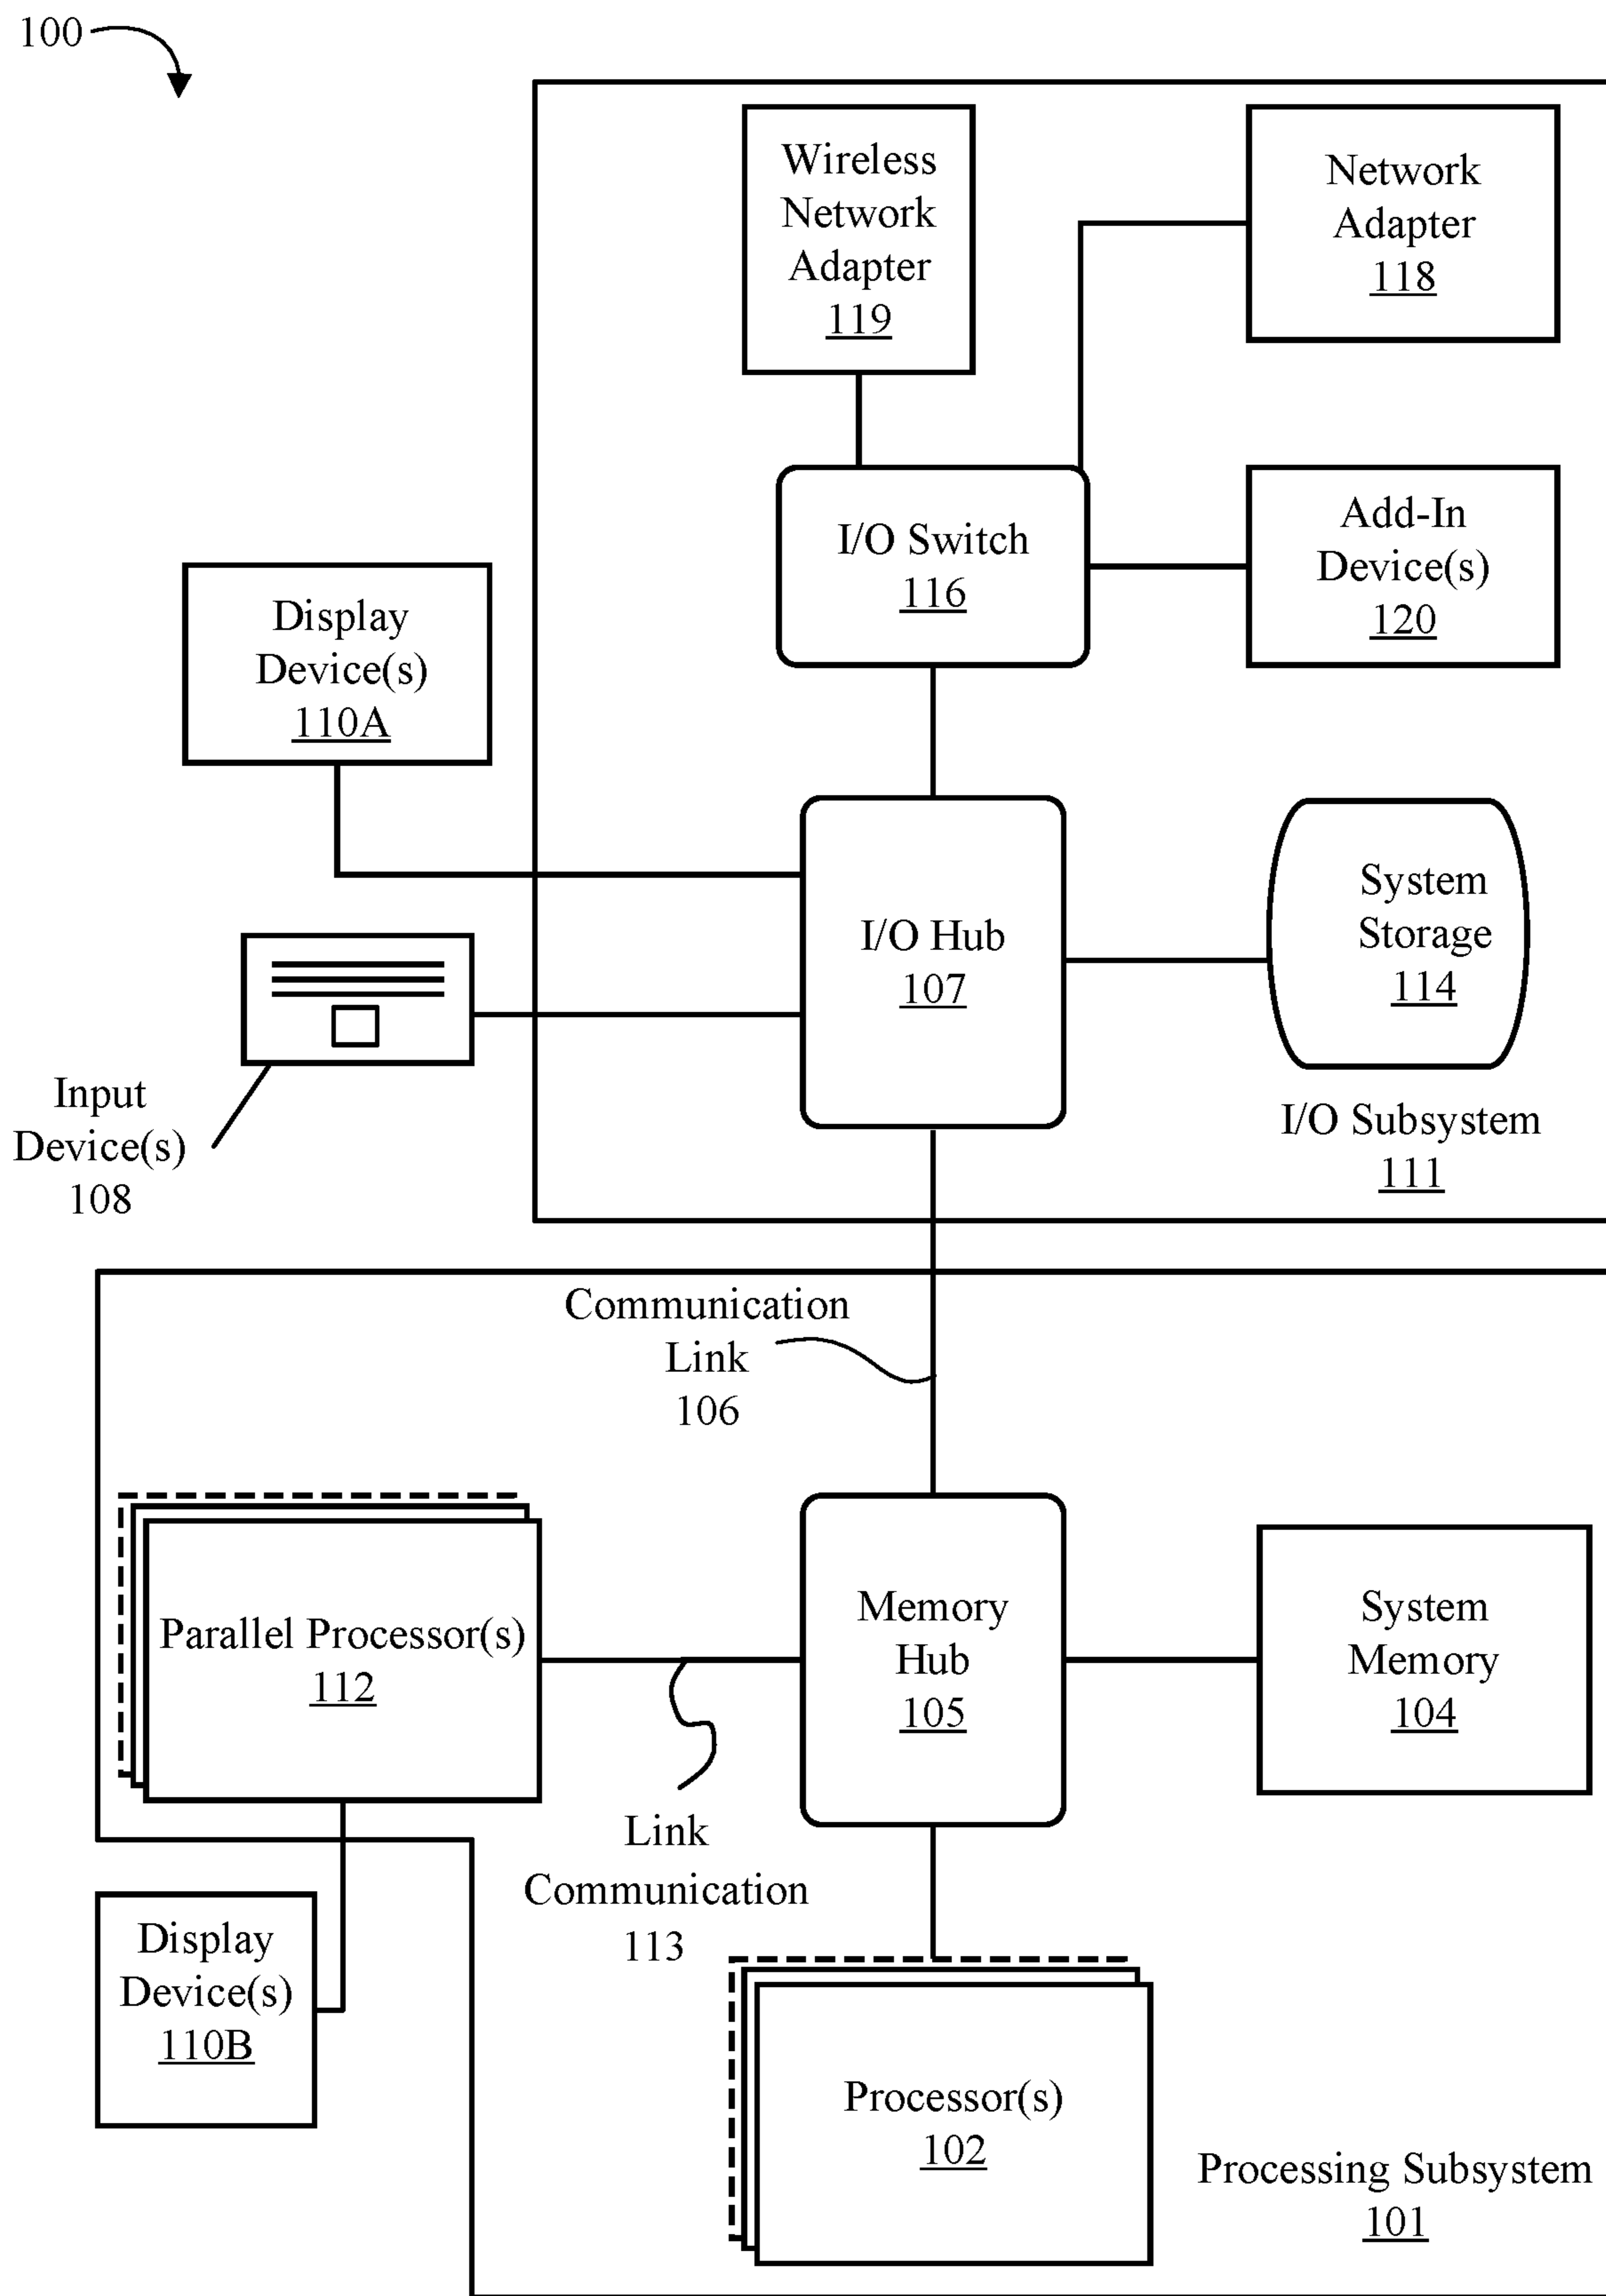 100
Wireless
Network
Adapter
119
Network
Adapter
118
I/O Switch
116
Add-In
Device(s)
120
Display
Device(s)
110A
I/O Hub
107
System
Storage
114
Input
Device(s)
108
I/O Subsystem
111
Communication
Link
106
Parallel Processor(s)
112
Memory
Hub
105
System
Memory
104
Link
Communication
113
Display
Device(s)
110B
Processor(s)
102
Processing Subsystem
101